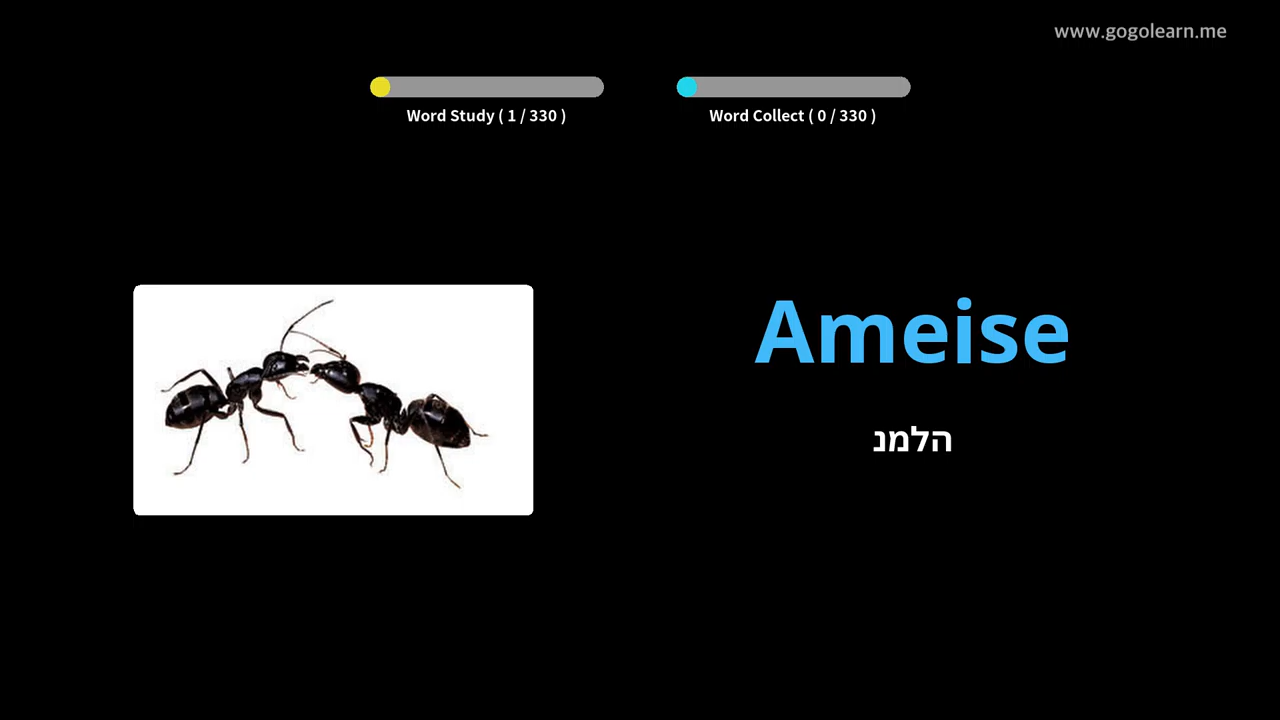 www.gogolearn.me
Word Study ( 1 / 330 )
Word Collect ( 0 / 330 )
Ameise
הלמנ